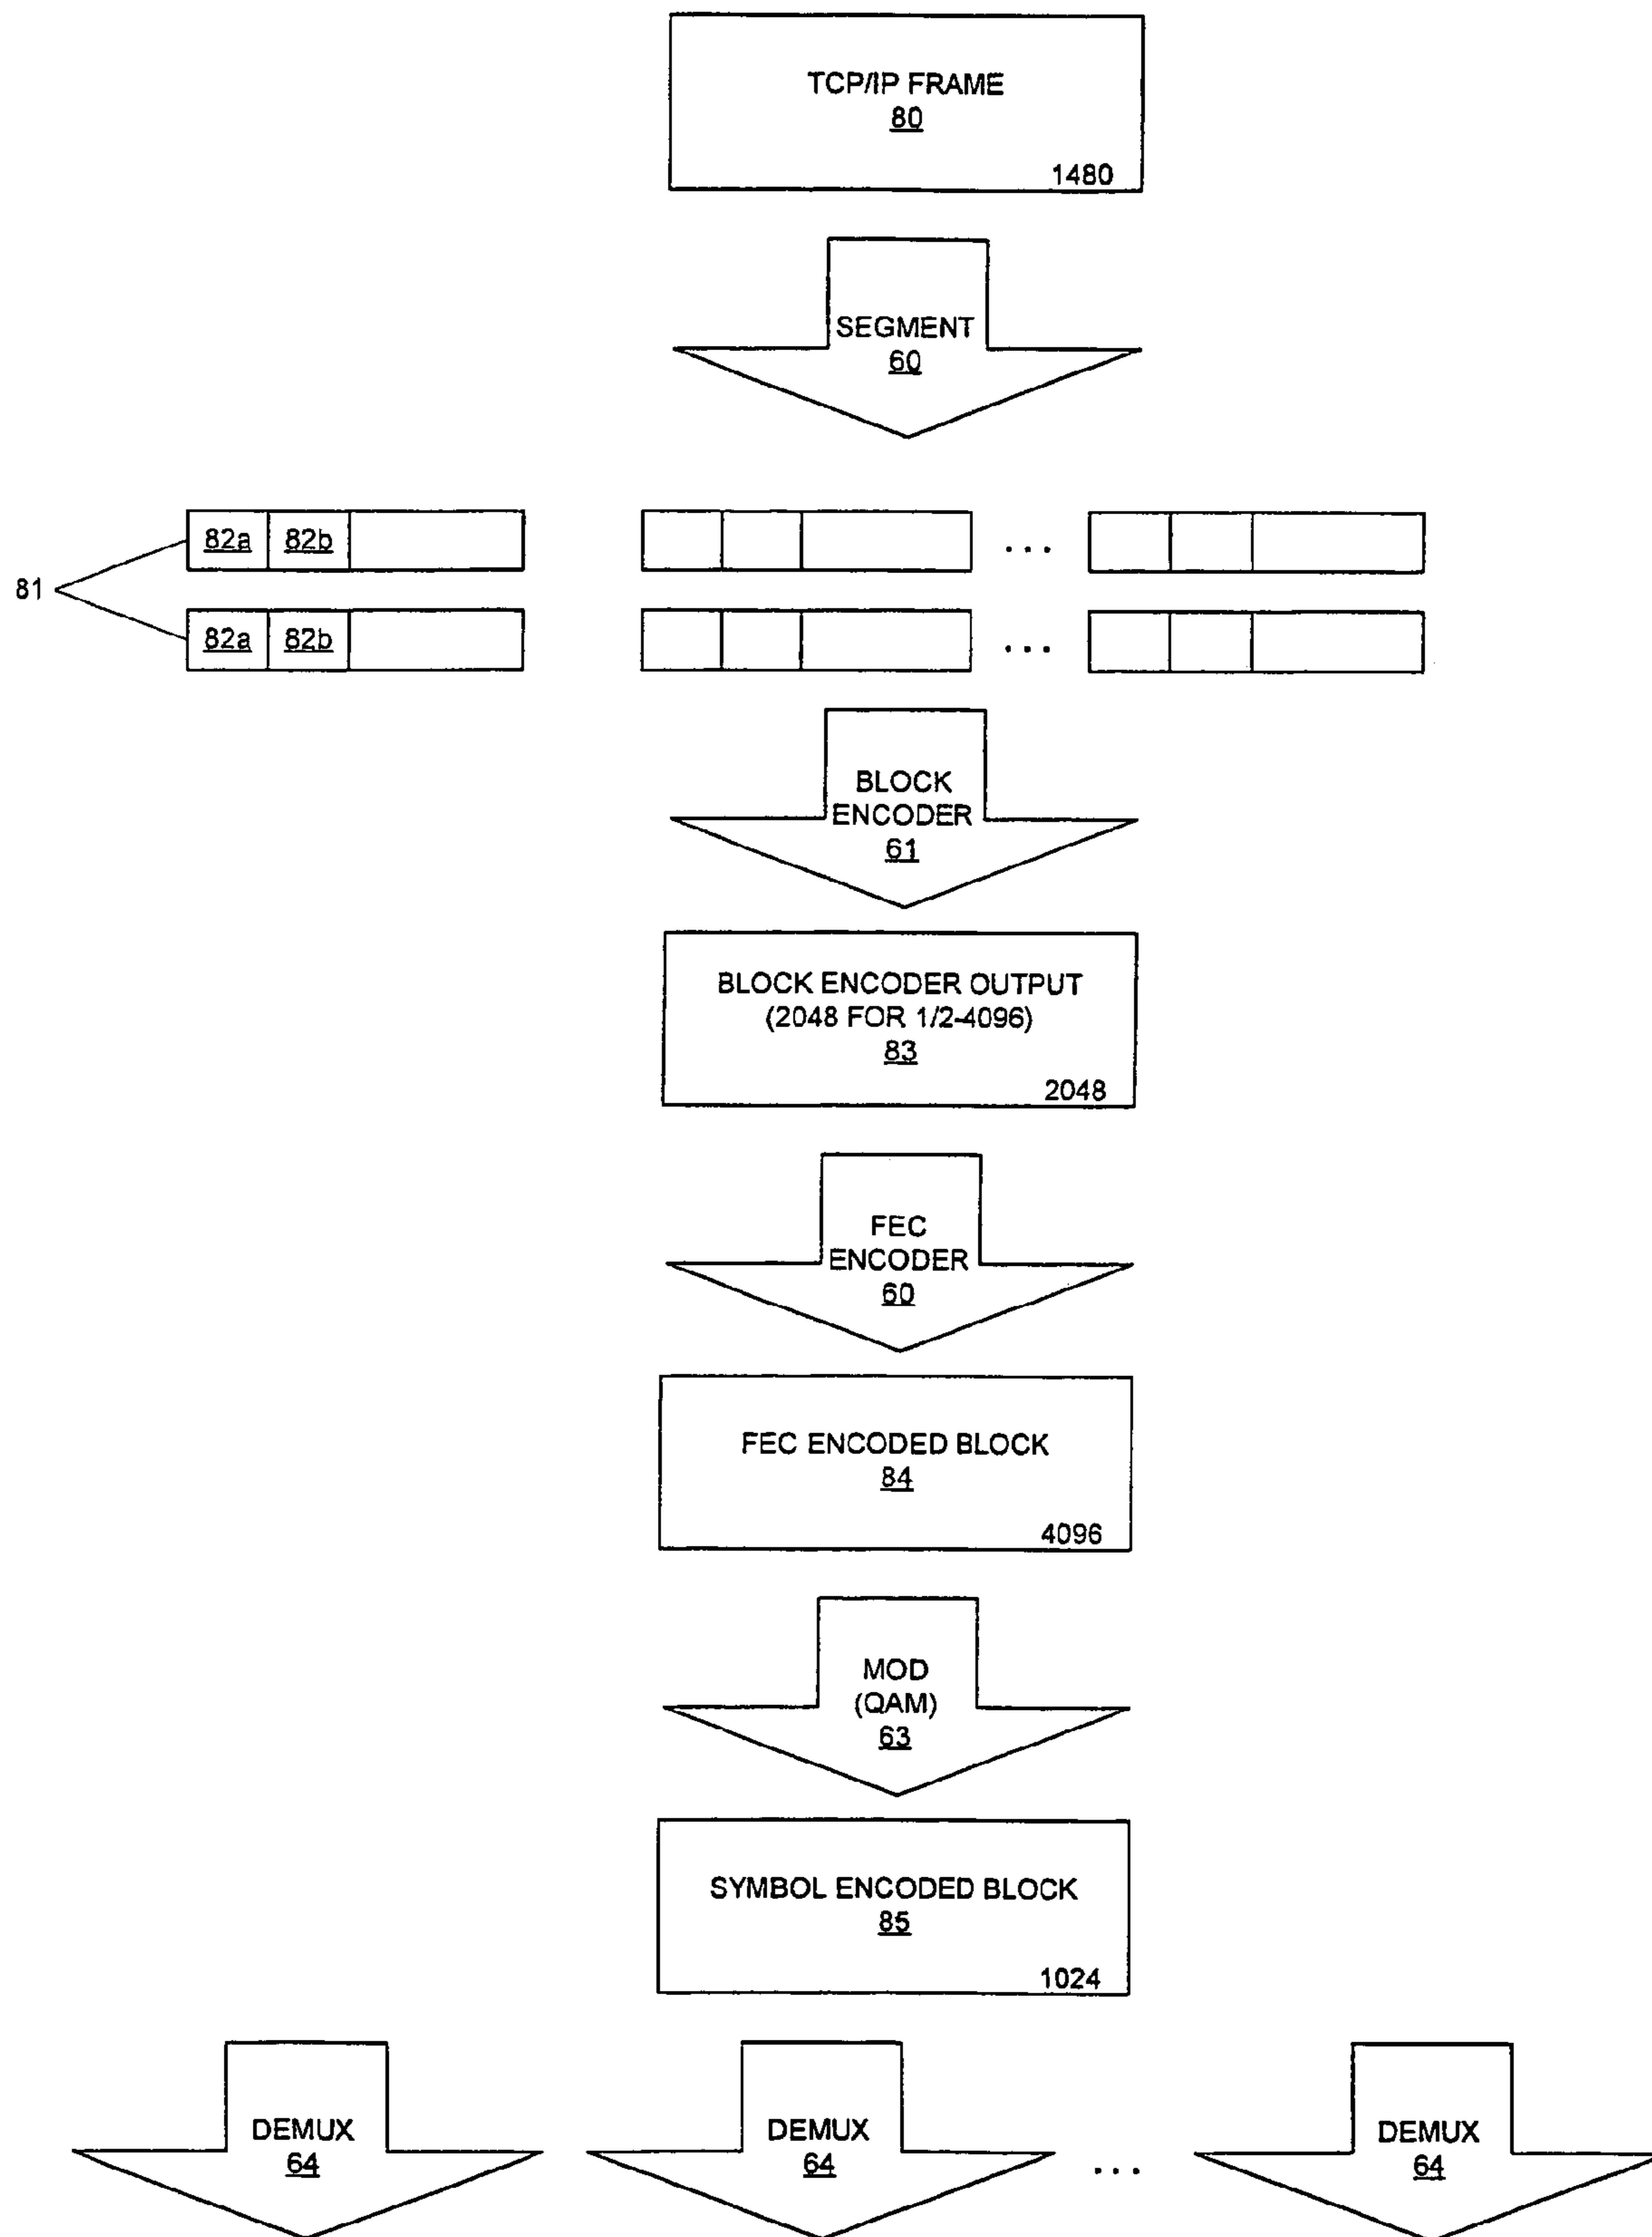 TCP/IP FRAME
80
1480
SEGMENT
60
82a 82b
...
81
82a 82b
...
BLOCK
ENCODER
61
BLOCK ENCODER OUTPUT
(2048 FOR 1/2-4096)
83
2048
FEC
ENCODER
60
FEC ENCODED BLOCK
84
4096
MOD
(QAM)
63
SYMBOL ENCODED BLOCK
85
1024
DEMUX
64
DEMUX
64
...
DEMUX
64